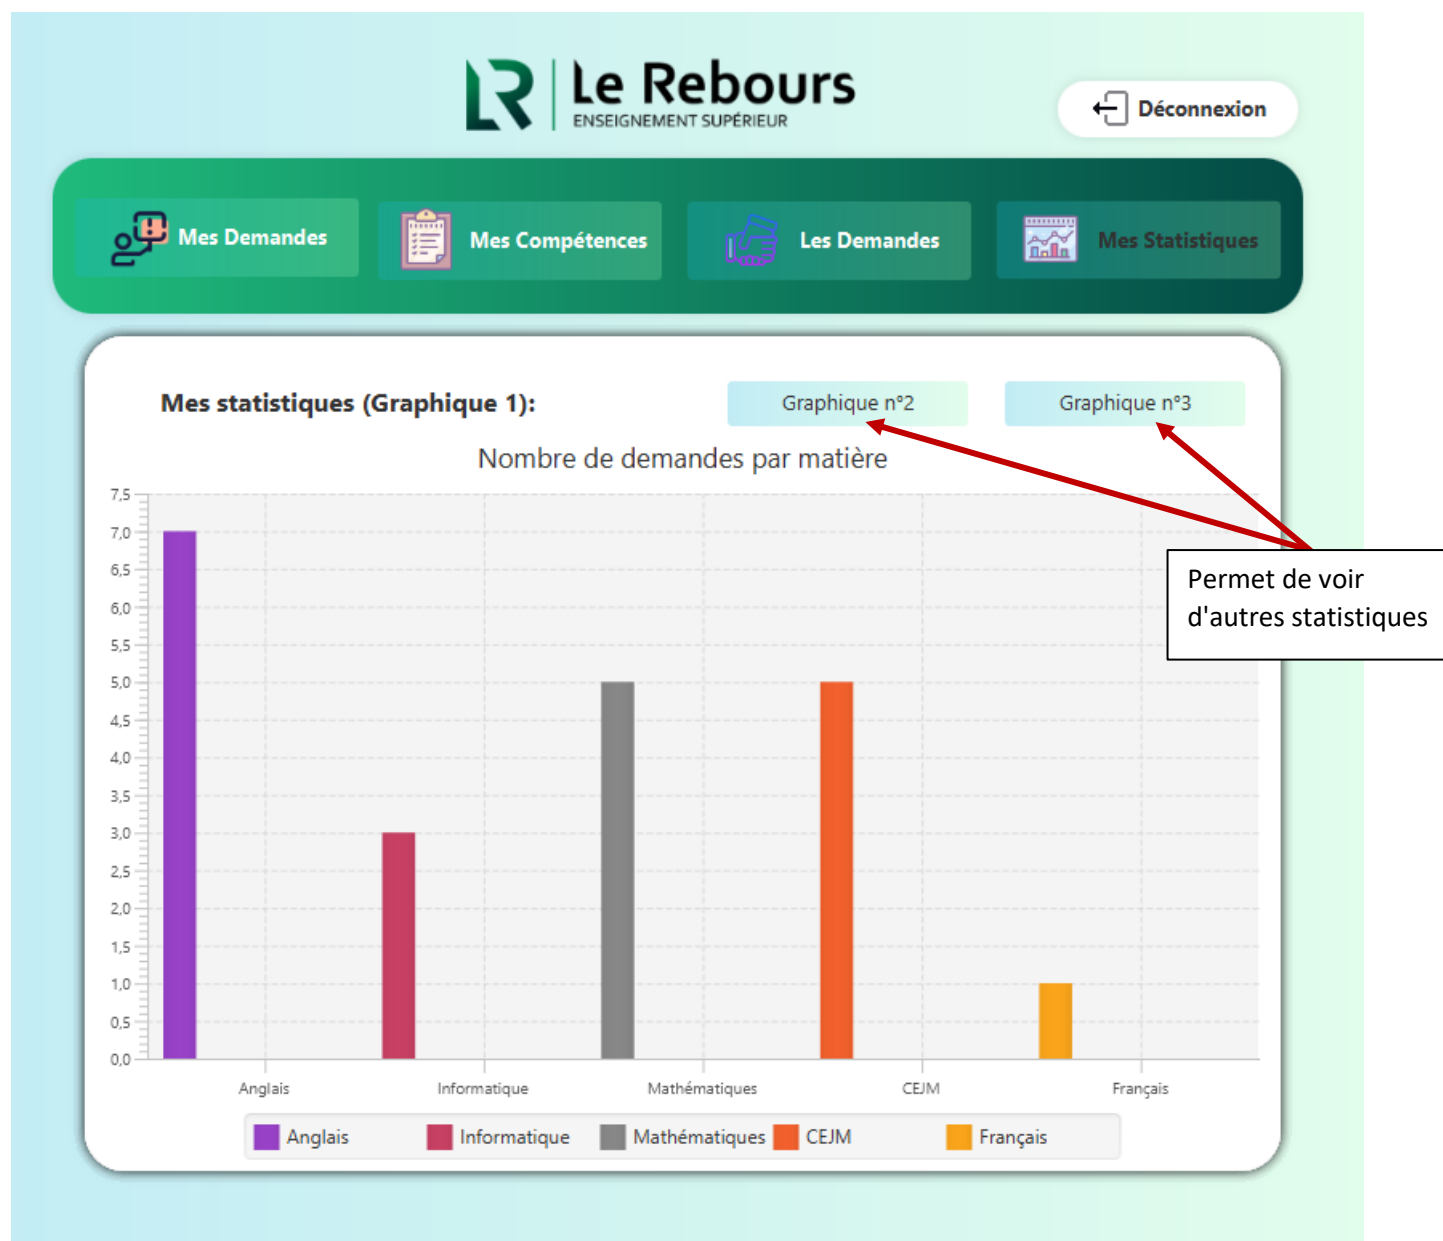 LR
Le Rebours
ENSEIGNEMENT SUPÉRIEUR
Déconnexion
Mes Demandes
Mes Compétences
Les Demandes
Mes Statistiques
Mes statistiques (Graphique 1):
Graphique n°2
Graphique n°3
Nombre de demandes par matière
7,5
7,0
6,5
6,0
5,5
5,0
4,5
4,0
3,5
3,0
2,5
2,0
1,5
1,0
0,5
0,0
Permet de voir
d'autres statistiques
Anglais
Informatique
Mathématiques
CEJM
Français
Anglais
Informatique
Mathématiques
CEJM
Français